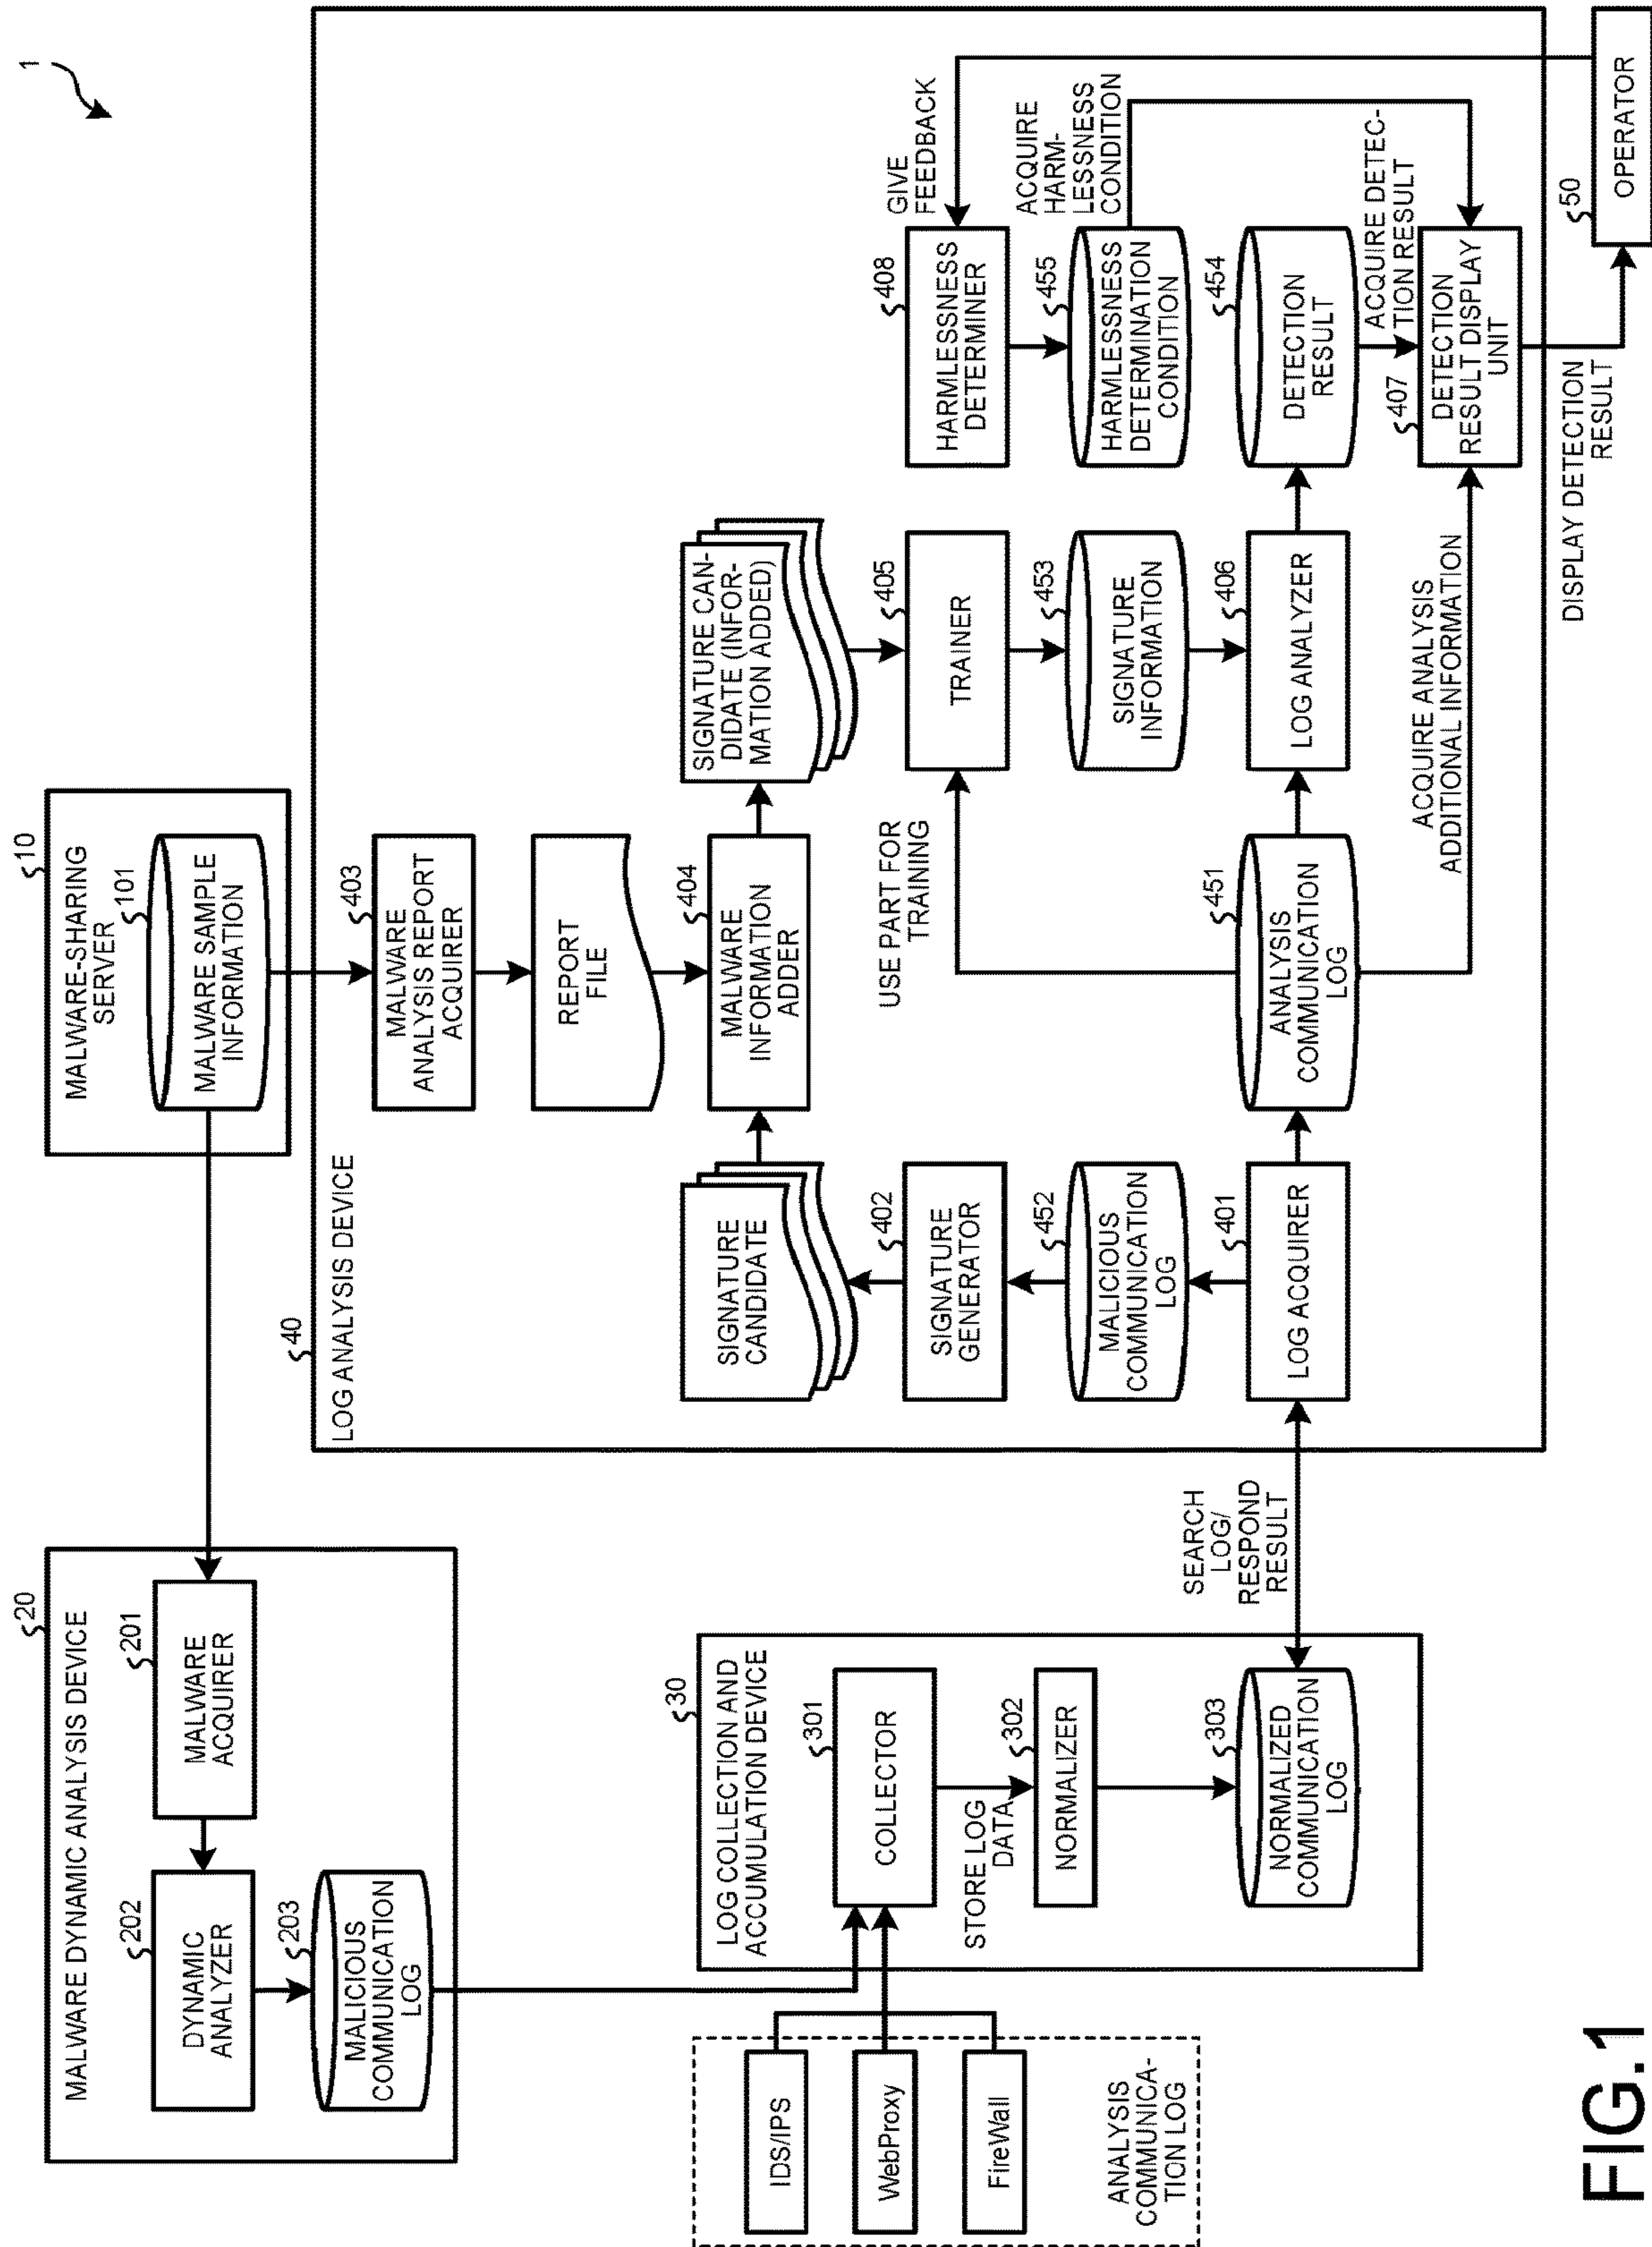 1
10
MALWARE-SHARING
SERVER
101
MALWARE SAMPLE
INFORMATION
20
MALWARE DYNAMIC ANALYSIS DEVICE
201
MALWARE
ACQUIRER
202
DYNAMIC
ANALYZER
203
MALICIOUS
COMMUNICATION
LOG
IDS/IPS
WebProxy
FireWall
ANALYSIS
COMMUNICA-
TION LOG
30
LOG COLLECTION AND
ACCUMULATION DEVICE
301
COLLECTOR
STORE LOG
DATA
302
NORMALIZER
303
NORMALIZED
COMMUNICATION
LOG
SEARCH
LOG/
RESPOND
RESULT
40
LOG ANALYSIS DEVICE
403
MALWARE
ANALYSIS REPORT
ACQUIRER
REPORT
FILE
404
MALWARE
INFORMATION
ADDER
SIGNATURE
CANDIDATE
402
SIGNATURE
GENERATOR
452
MALICIOUS
COMMUNICATION
LOG
401
LOG ACQUIRER
SIGNATURE CAN-
DIDATE (INFOR-
MATION ADDED)
USE PART FOR
TRAINING
405
TRAINER
453
SIGNATURE
INFORMATION
451
ANALYSIS
COMMUNICATION
LOG
406
LOG ANALYZER
ACQUIRE ANALYSIS
ADDITIONAL INFORMATION
GIVE
FEEDBACK
408
HARMLESSNESS
DETERMINER
ACQUIRE
HARM-
LESSNESS
CONDITION
455
HARMLESSNESS
DETERMINATION
CONDITION
454
DETECTION
RESULT
ACQUIRE DETEC-
TION RESULT
407
DETECTION
RESULT DISPLAY
UNIT
DISPLAY DETECTION
RESULT
50
OPERATOR
FIG.1